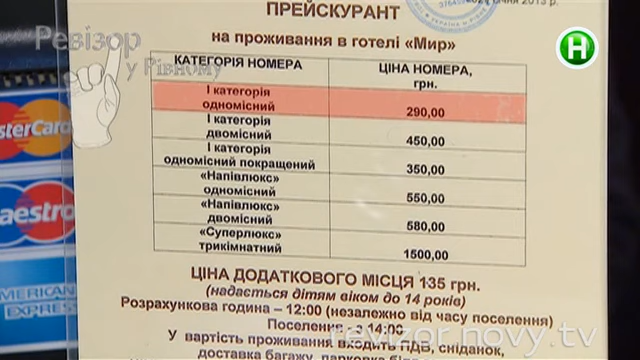 ПРЕЙСКУРАНТ
на проживання в готелі «Мир»
Ревізор
у Рівному
Н
КАТЕГОРІЯ НОМЕРА
ЦІНА НОМЕРА, грн.
І категорія одномісний
290,00
І категорія двомісний
450,00
І категорія одномісний покращений
350,00
«Напівлюкс» одномісний
550,00
«Напівлюкс» двомісний
580,00
«Суперлюкс» трикімнатний
1500,00
sterCard
aestro
MERICAN
EXPRESS
ЦІНА ДОДАТКОВОГО МІСЦЯ 135 грн.
(надається дітям віком до 14 років)
Розрахункова година – 12:00 (незалежно від часу поселення)
Поселення - з 14:00
revizor.novy.tv
У вартість проживання входить ПДВ, сніданок,
доставка багажу, парковка